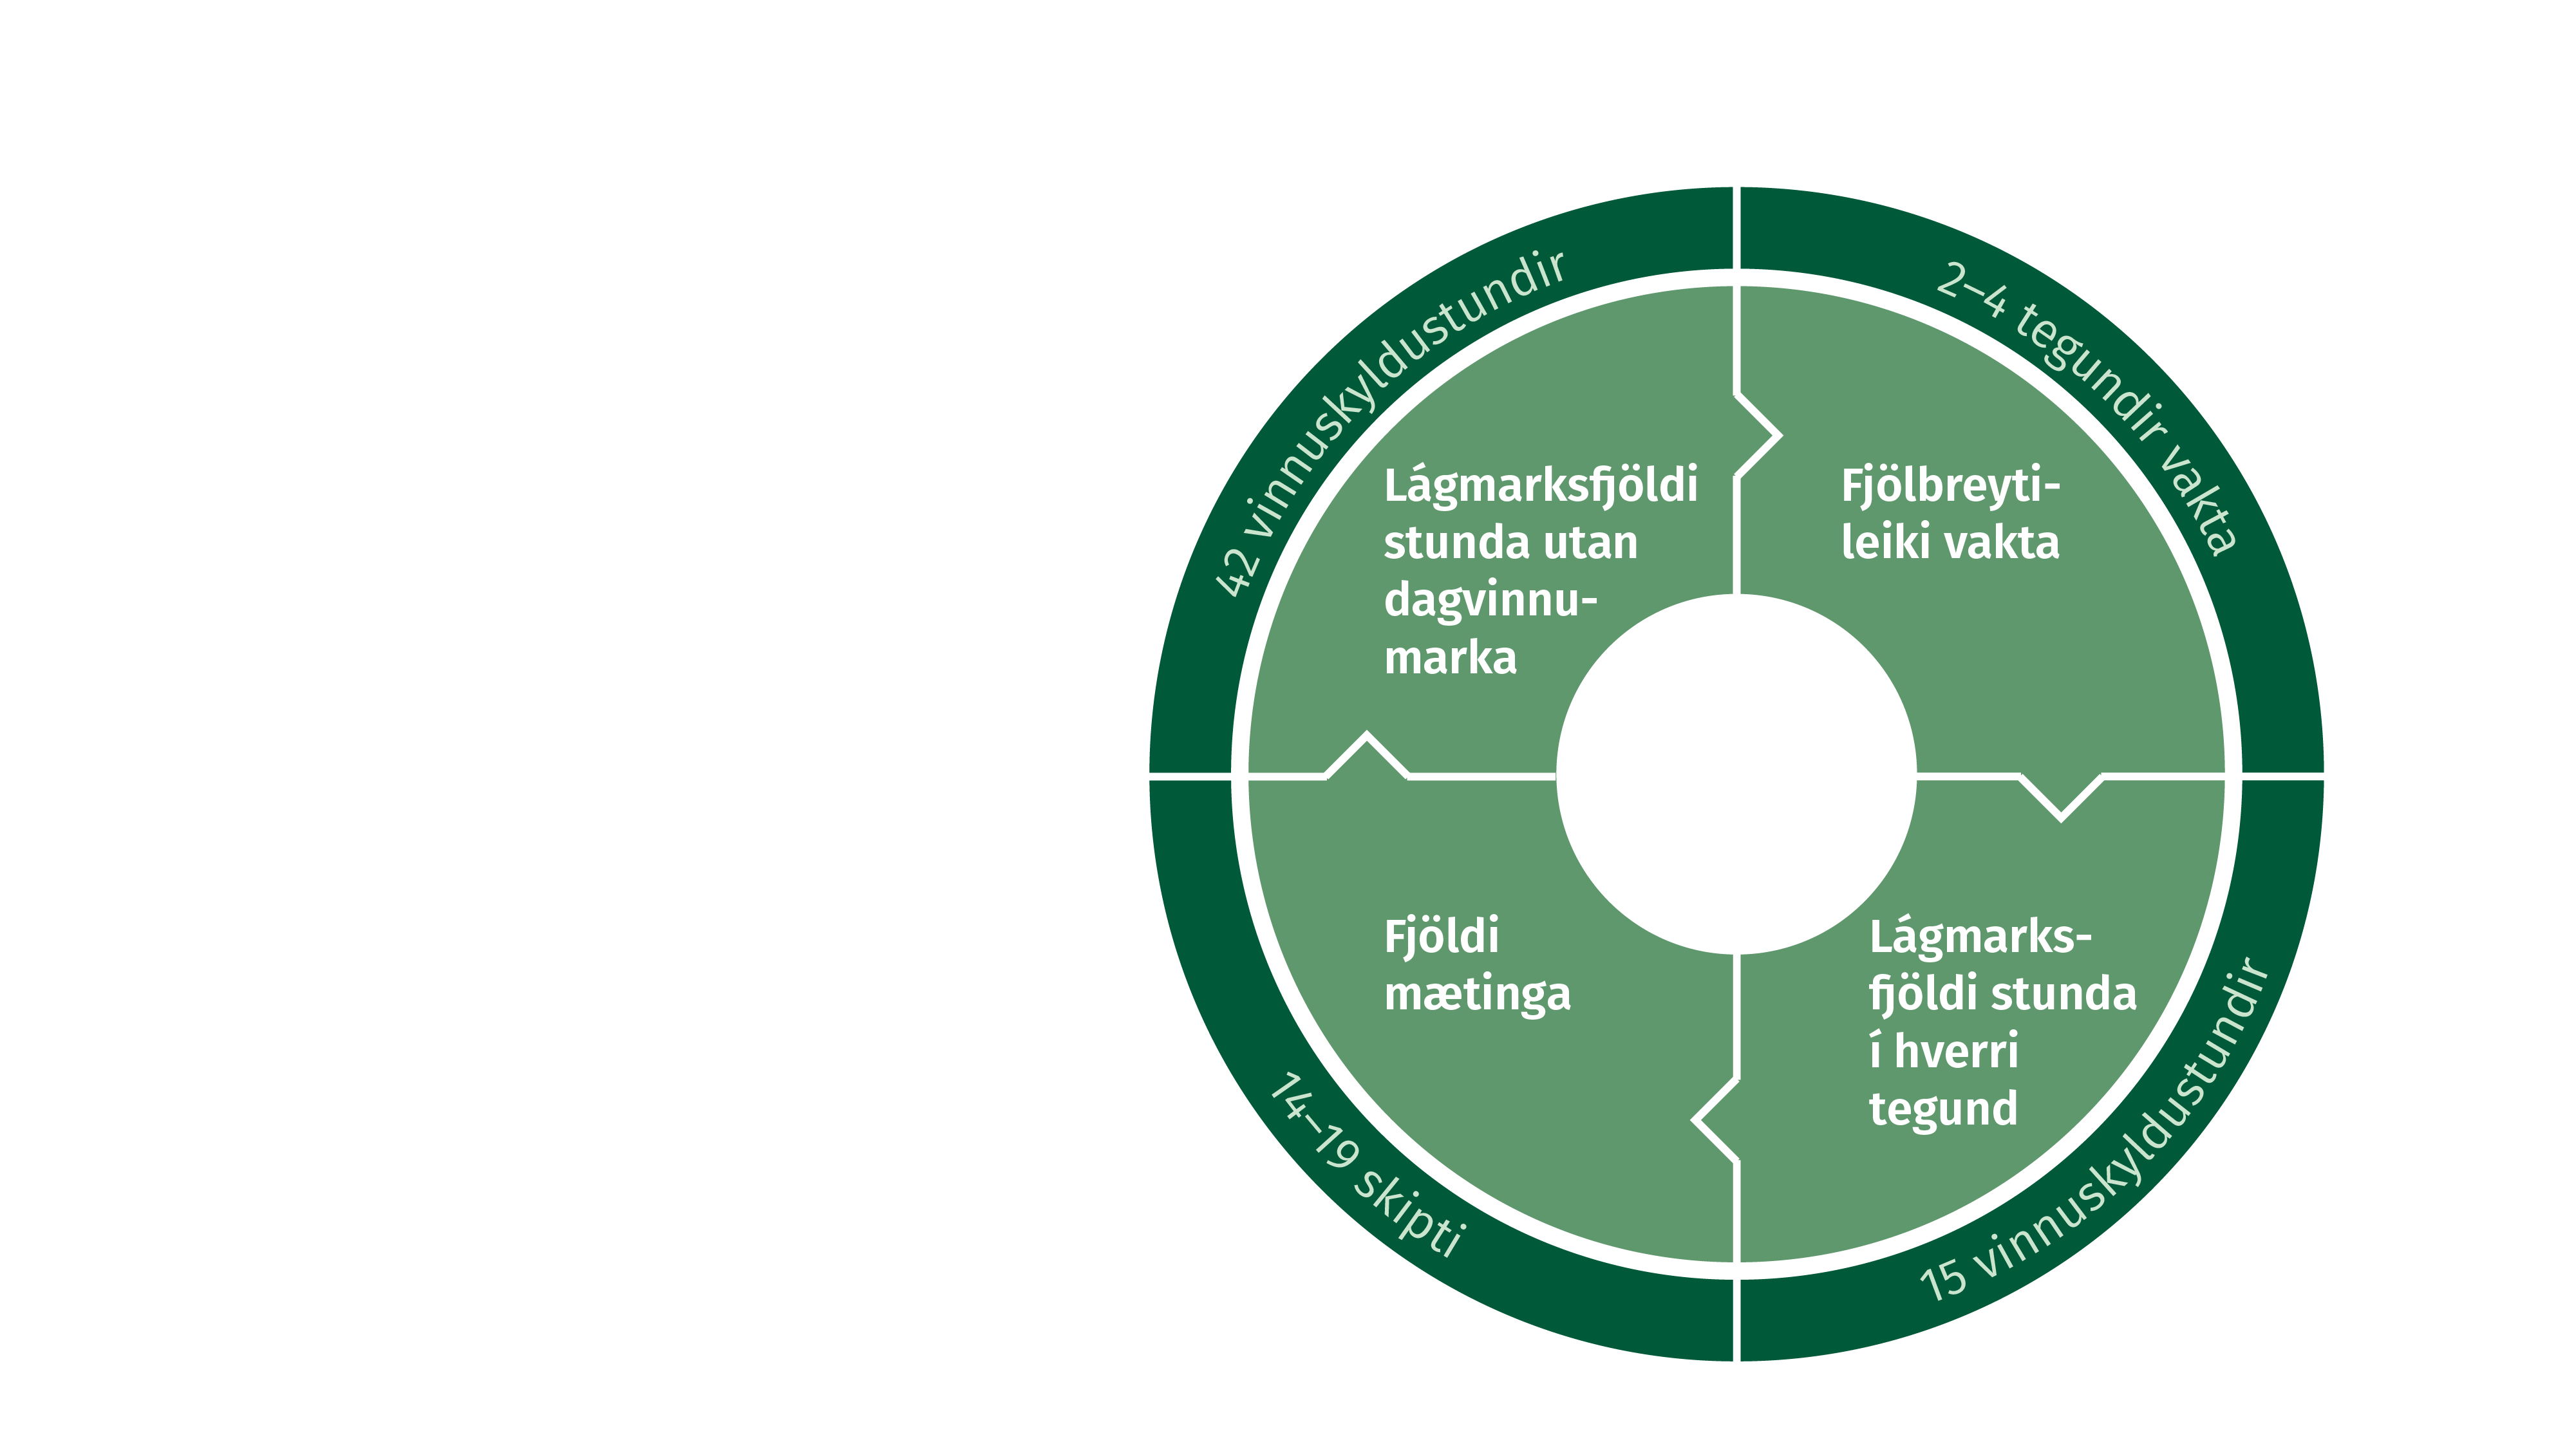 42 vinnuskyldustundir
Lágmarksfjöldi
stunda utan
dagvinnu-
marka
2–4 tegundir vakta
Fjölbreyti-
leiki vakta
Lágmarks-
fjöldi stunda
í hverri
tegund
15 vinnuskyldustundir
Fjöldi
mætinga
14–19 skipti